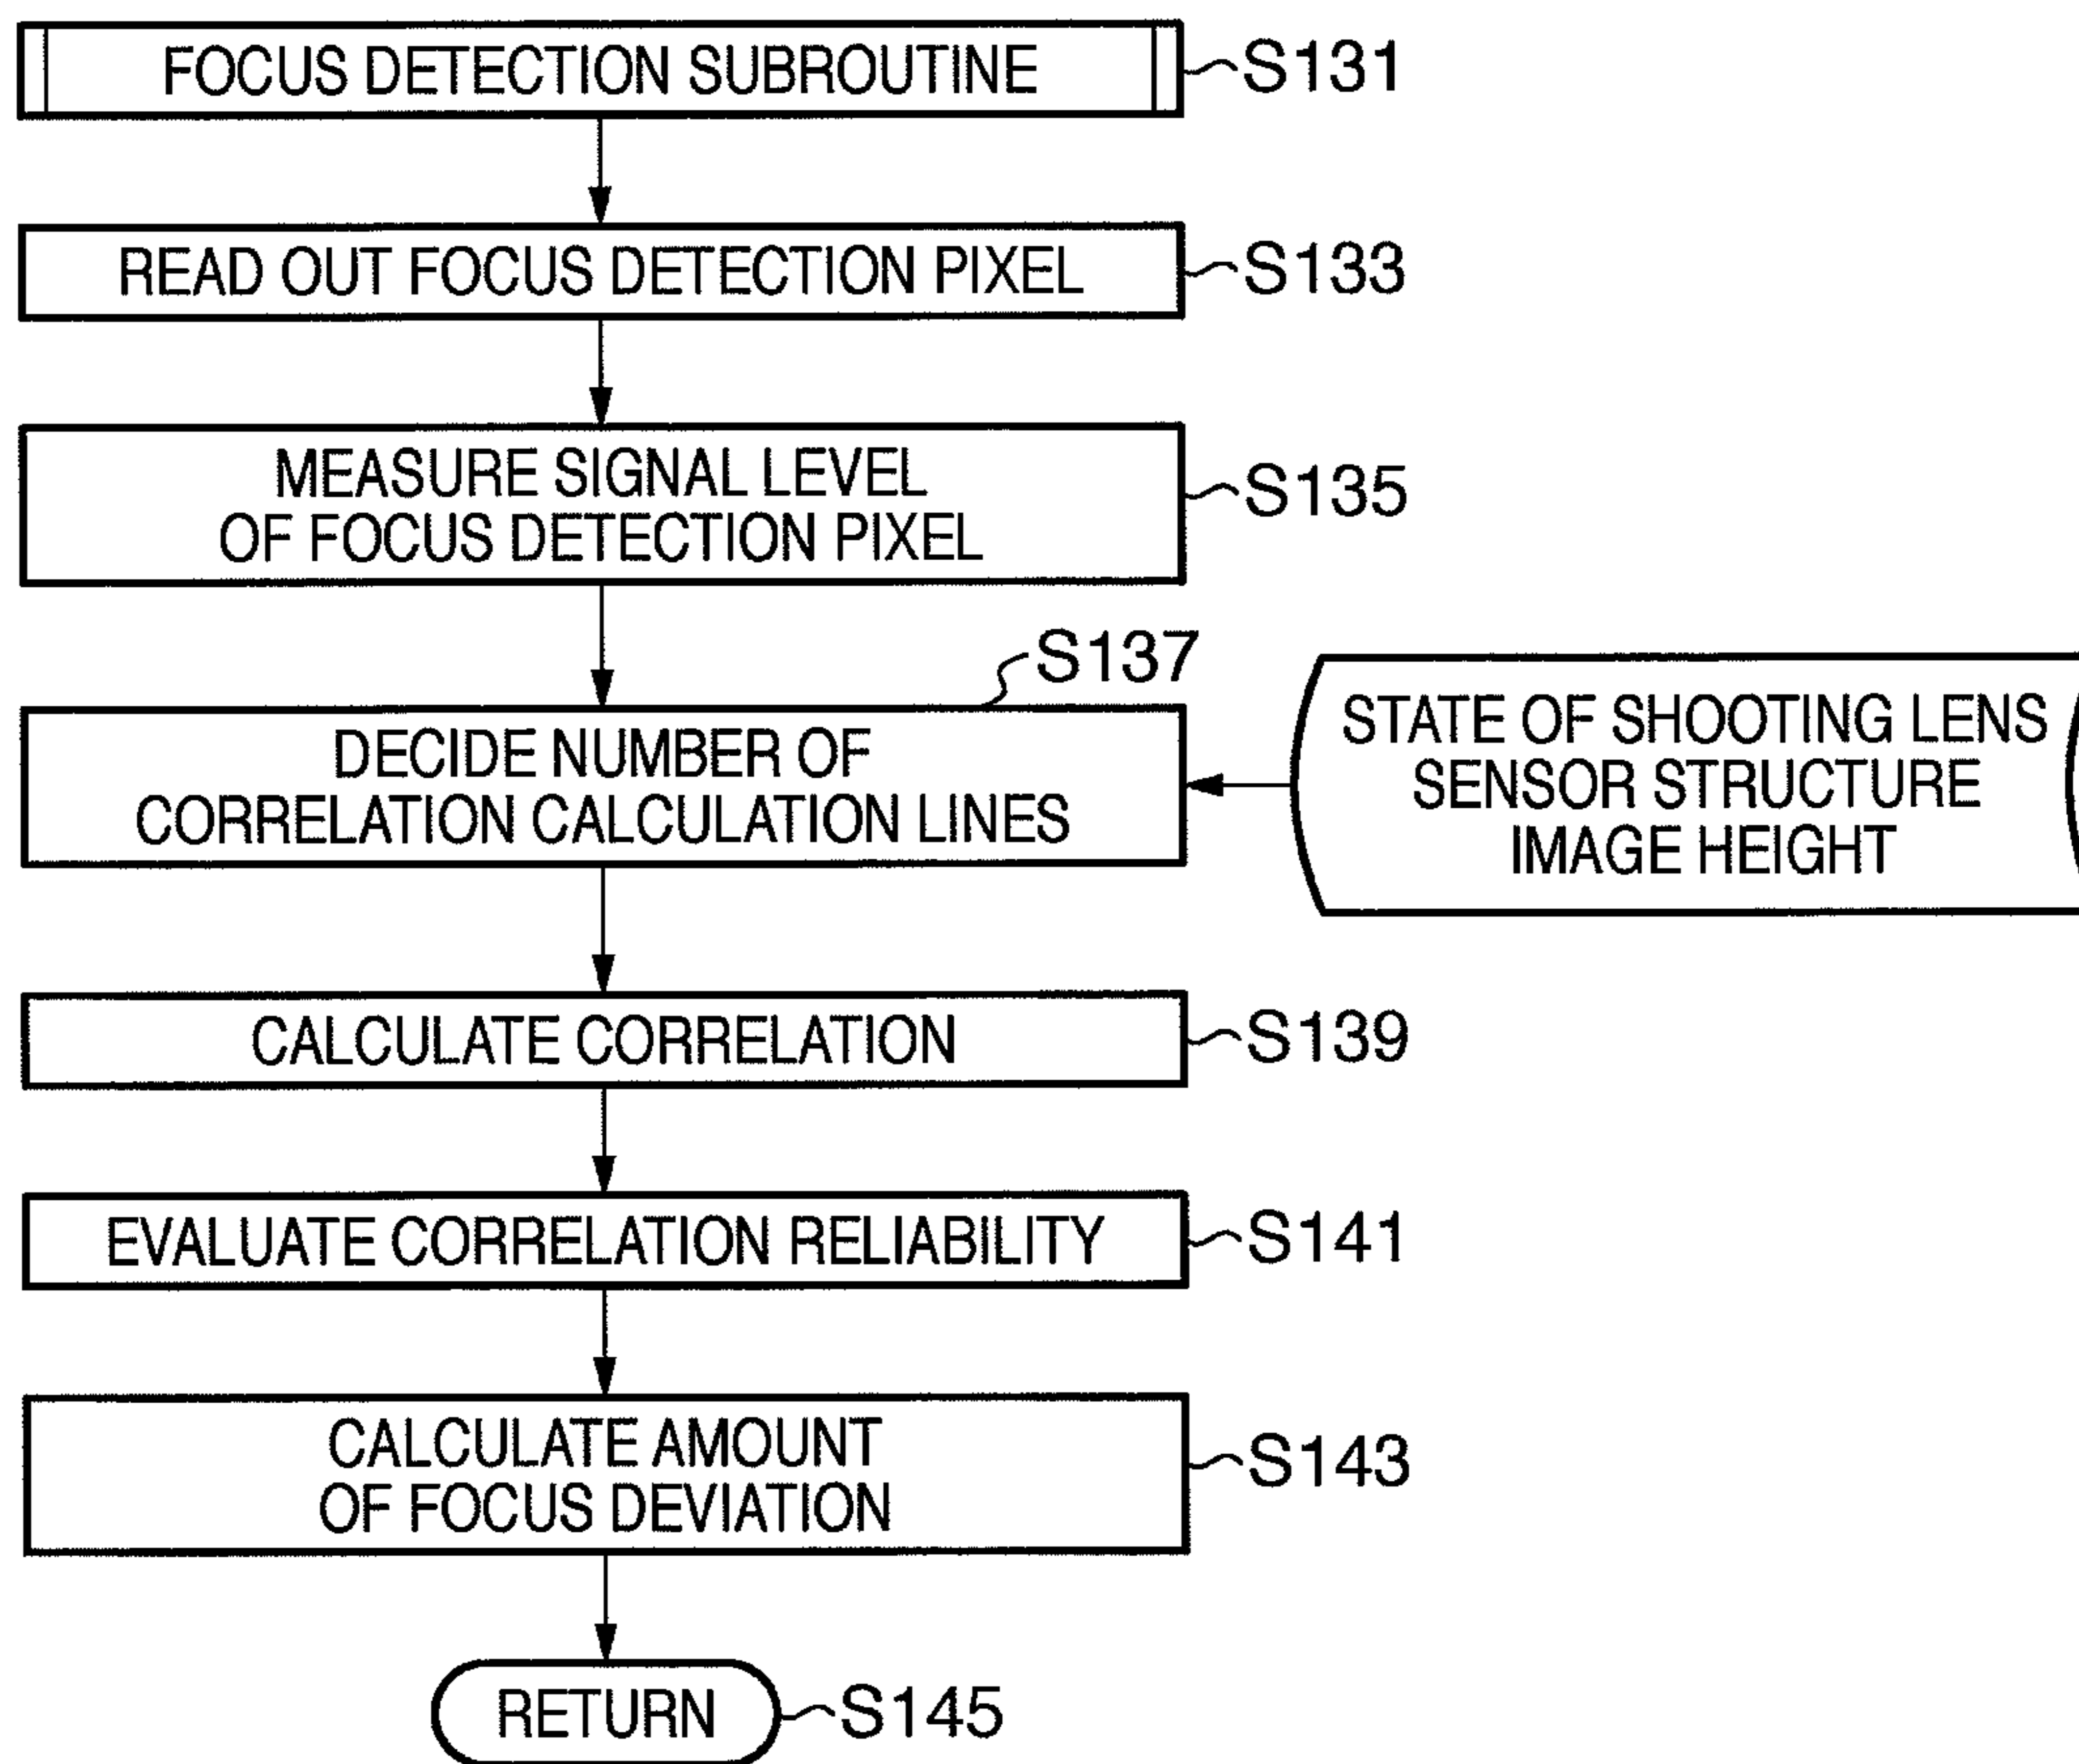 FOCUS DETECTION SUBROUTINE
S131
READ OUT FOCUS DETECTION PIXEL
S133
MEASURE SIGNAL LEVEL
OF FOCUS DETECTION PIXEL
S135
S137
DECIDE NUMBER OF
CORRELATION CALCULATION LINES
STATE OF SHOOTING LENS
SENSOR STRUCTURE
IMAGE HEIGHT
CALCULATE CORRELATION
S139
EVALUATE CORRELATION RELIABILITY
S141
CALCULATE AMOUNT
OF FOCUS DEVIATION
S143
RETURN
S145